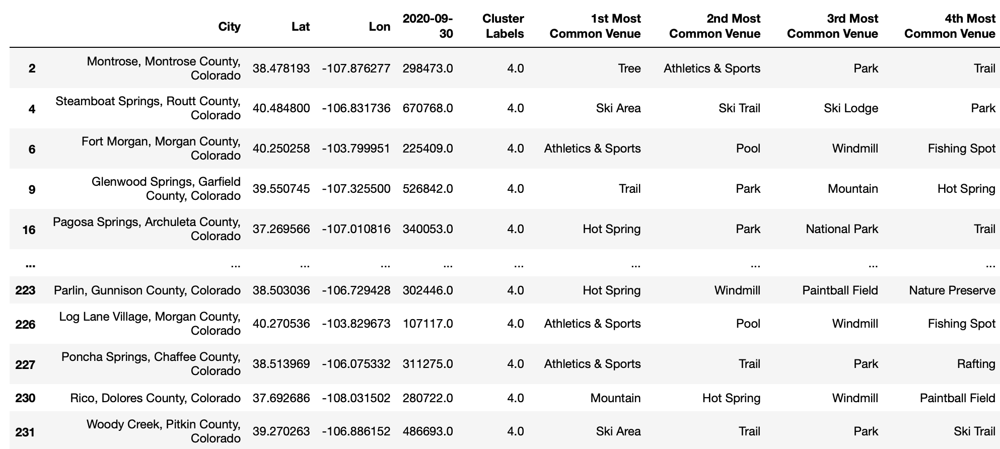 City Lat Lon 2020-09-30 Cluster Labels 1st Most Common Venue 2nd Most Common Venue 3rd Most Common Venue 4th Most Common Venue
2 Montrose, Montrose County, Colorado 38.478193 -107.876277 298473.0 4.0 Tree Athletics & Sports Park Trail
4 Steamboat Springs, Routt County, Colorado 40.484800 -106.831736 670768.0 4.0 Ski Area Ski Trail Ski Lodge Park
6 Fort Morgan, Morgan County, Colorado 40.250258 -103.799951 225409.0 4.0 Athletics & Sports Pool Windmill Fishing Spot
9 Glenwood Springs, Garfield County, Colorado 39.550745 -107.325500 526842.0 4.0 Trail Park Mountain Hot Spring
16 Pagosa Springs, Archuleta County, Colorado 37.269566 -107.010816 340053.0 4.0 Hot Spring Park National Park Trail
... ... ... ... ... ... ... ... ... ...
223 Parlin, Gunnison County, Colorado 38.503036 -106.729428 302446.0 4.0 Hot Spring Windmill Paintball Field Nature Preserve
226 Log Lane Village, Morgan County, Colorado 40.270536 -103.829673 107117.0 4.0 Athletics & Sports Pool Windmill Fishing Spot
227 Poncha Springs, Chaffee County, Colorado 38.513969 -106.075332 311275.0 4.0 Athletics & Sports Trail Park Rafting
230 Rico, Dolores County, Colorado 37.692686 -108.031502 280722.0 4.0 Mountain Hot Spring Windmill Paintball Field
231 Woody Creek, Pitkin County, Colorado 39.270263 -106.886152 486693.0 4.0 Ski Area Trail Park Ski Trail